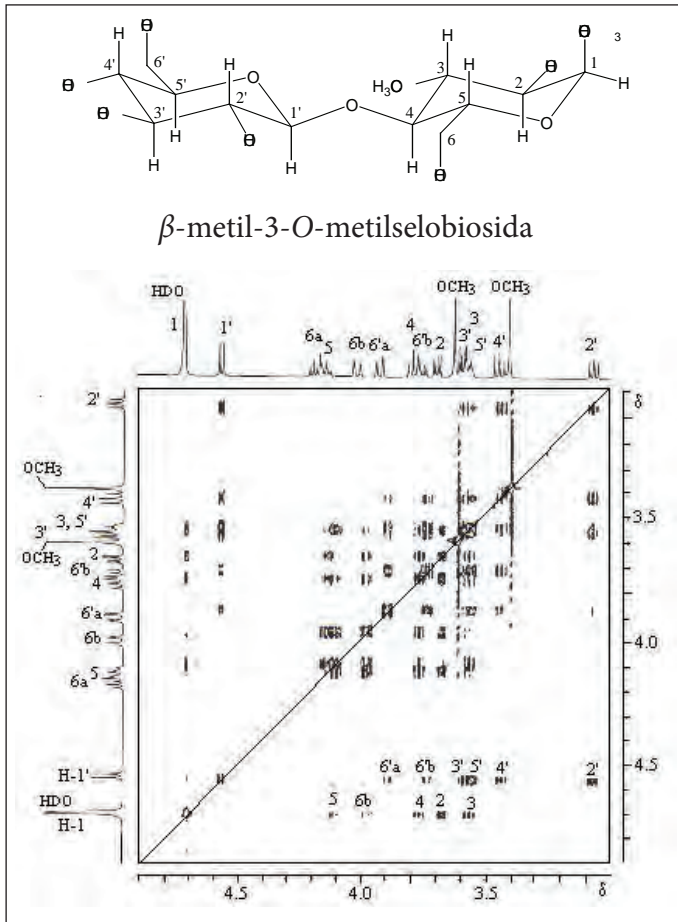 H 6' H 3
4' O H 3 H 1
5' H₃O 2 H
2' O 5
3' 1' 4 O
H H 6 H
H H H
β-metil-3-O-metilselobiosida
HDO OCH3 OCH3
1 1' 6a 5 6b 6'a 4 6'b 2 3' 3 5' 4' 2'
2' δ
OCH3
4'
3, 5' 3.5
3'
OCH3
2
6'b
4
6'a
6b 4.0
5
6a
6'a 6'b 3' 5' 4' 2'
H-1' 4.5
HDO 5 6b 4 2 3
H-1
4.5 4.0 3.5 δ